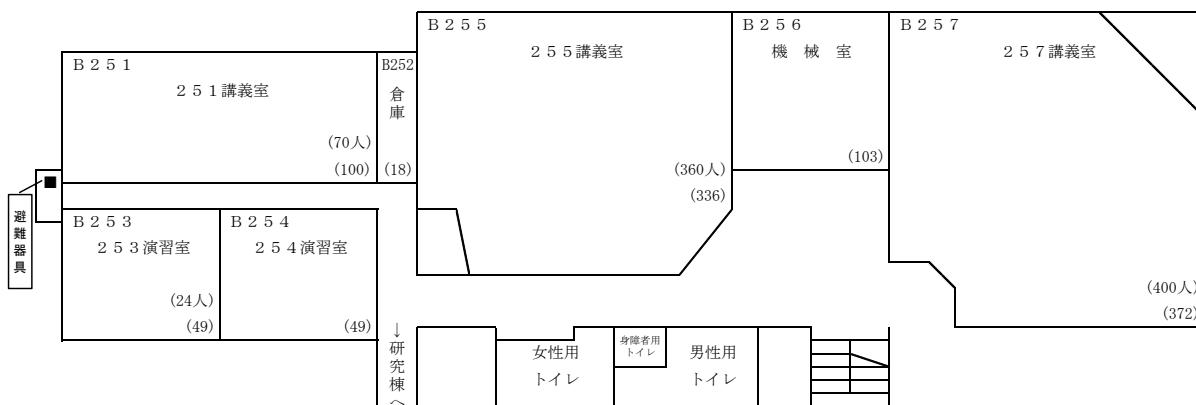 Ｂ２５１
２５１講義室
(70人)
(100)
B252
倉庫
(18)
Ｂ２５５
２５５講義室
(360人)
(336)
Ｂ２５６
機 械 室
(103)
Ｂ２５７
２５７講義室
(400人)
(372)
避難器具
Ｂ２５３
２５３演習室
(24人)
(49)
Ｂ２５４
２５４演習室
(49)
↓研究棟へ
女性用
トイレ
身障者用
トイレ
男性用
トイレ